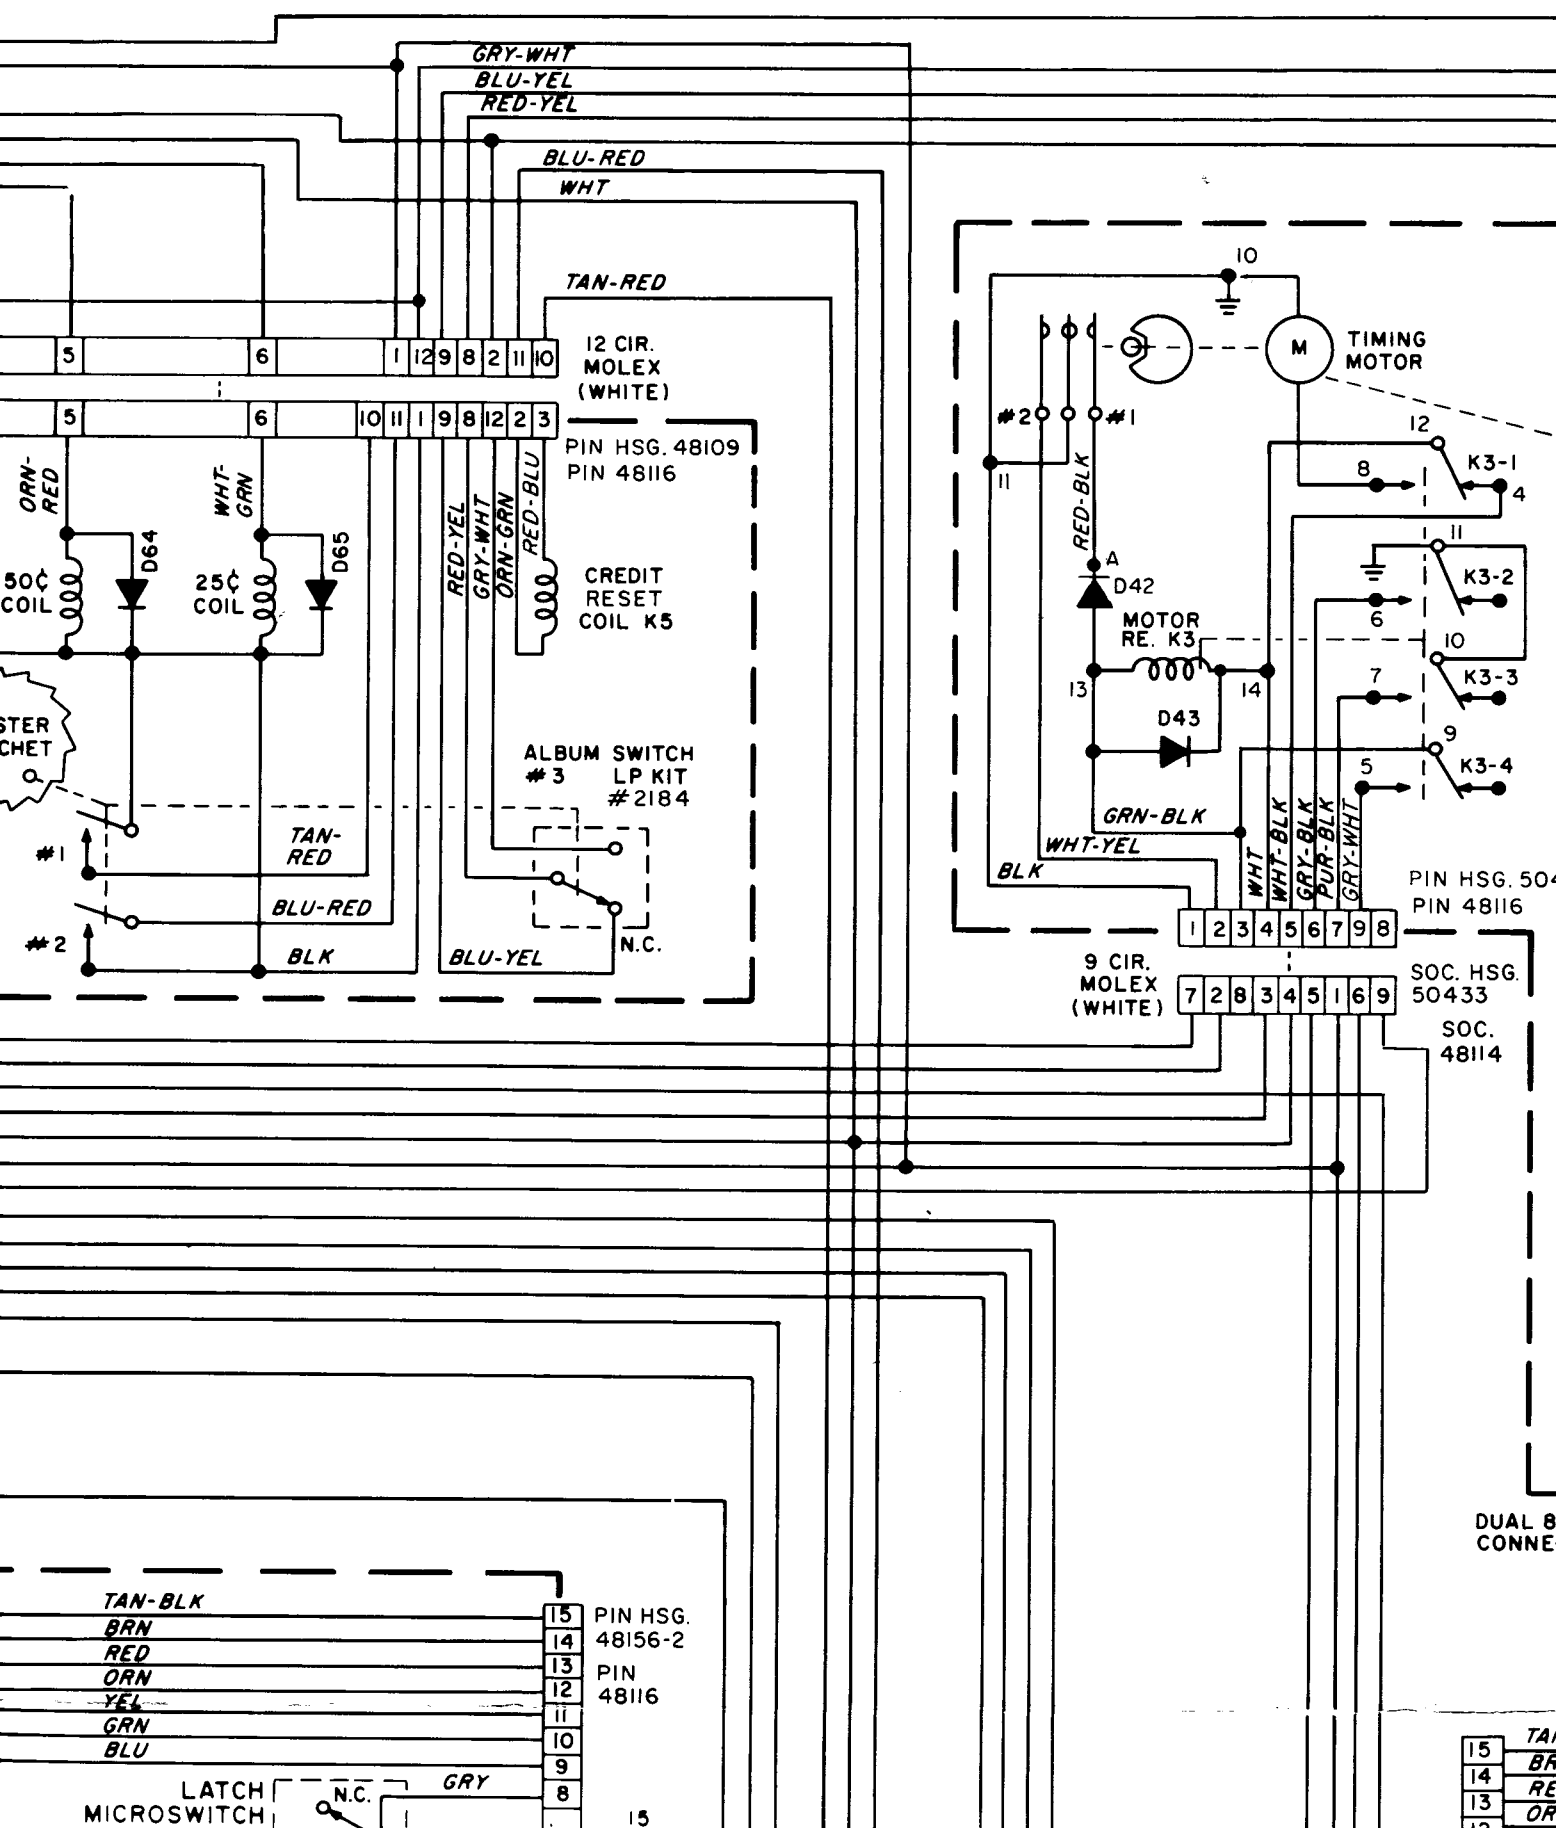 GRY-WHT
BLU-YEL
RED-YEL
BLU-RED
WHT
TAN-RED
5 6 1 12 9 8 2 11 10
12 CIR.
MOLEX
(WHITE)
5 6 10 11 1 9 8 12 2 3
PIN HSG. 48109
PIN 48116
ORN-
RED
WHT-
GRN
RED-YEL
GRY-WHT
ORN-GRN
RED-BLU
D64
D65
50¢
COIL
25¢
COIL
CREDIT
RESET
COIL K5
ALBUM SWITCH
#3 LP KIT
#2184
#1
TAN-
RED
BLU-RED
#2
BLK
BLU-YEL
N.C.
10
M
TIMING
MOTOR
#2 #1
11
RED-BLK
A
D42
MOTOR
RE. K3
13
14
D43
12
K3-1
8
4
11
K3-2
6
10
K3-3
7
9
K3-4
5
GRN-BLK
WHT-YEL
BLK
WHT
WHT-BLK
GRY-BLK
PUR-BLK
GRY-WHT
PIN HSG. 504
PIN 48116
1 2 3 4 5 6 7 9 8
9 CIR.
MOLEX
(WHITE)
7 2 8 3 4 5 1 6 9
SOC. HSG.
50433
SOC.
48114
DUAL 8
CONNE
TAN-BLK 15
BRN 14
RED 13
ORN 12
YEL 11
GRN 10
BLU 9
GRY 8
PIN HSG.
48156-2
PIN
48116
LATCH
MICROSWITCH
N.C.
15
15
14
13